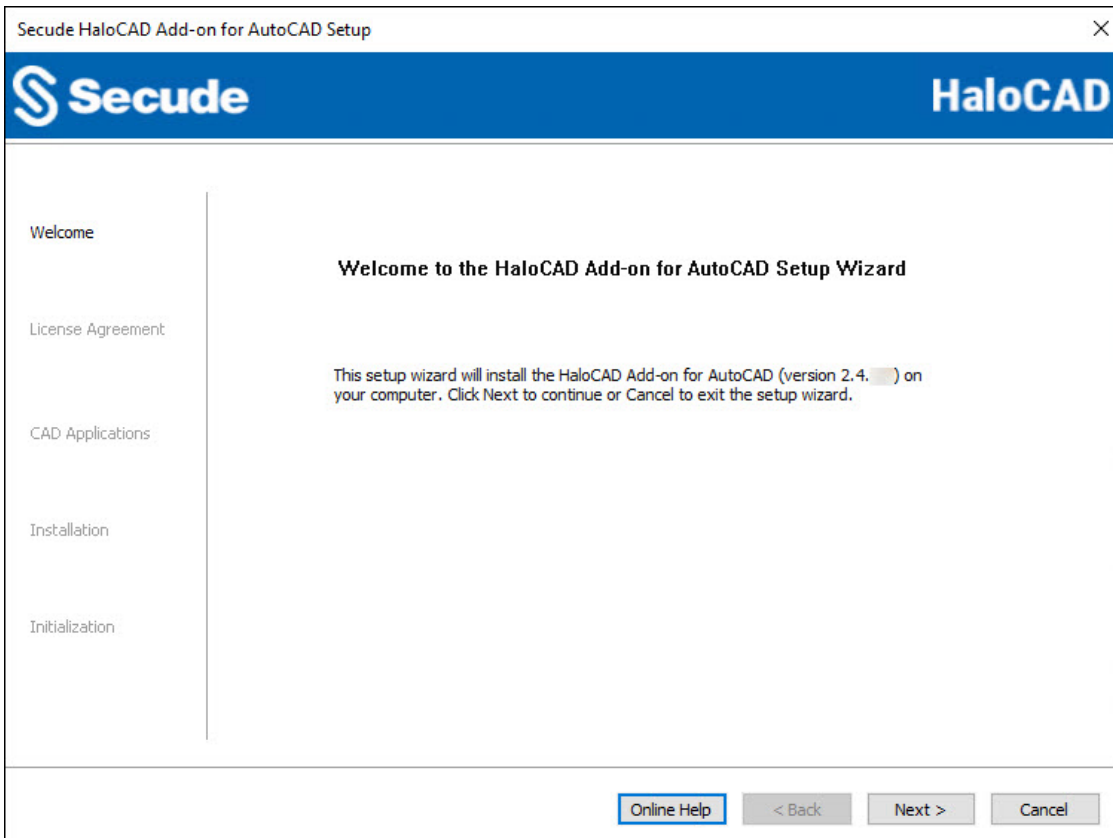 Secude HaloCAD Add-on for AutoCAD Setup
Secude
HaloCAD
Welcome
Welcome to the HaloCAD Add-on for AutoCAD Setup Wizard
License Agreement
This setup wizard will install the HaloCAD Add-on for AutoCAD (version 2.4. ) on
your computer. Click Next to continue or Cancel to exit the setup wizard.
CAD Applications
Installation
Initialization
Online Help
< Back
Next >
Cancel